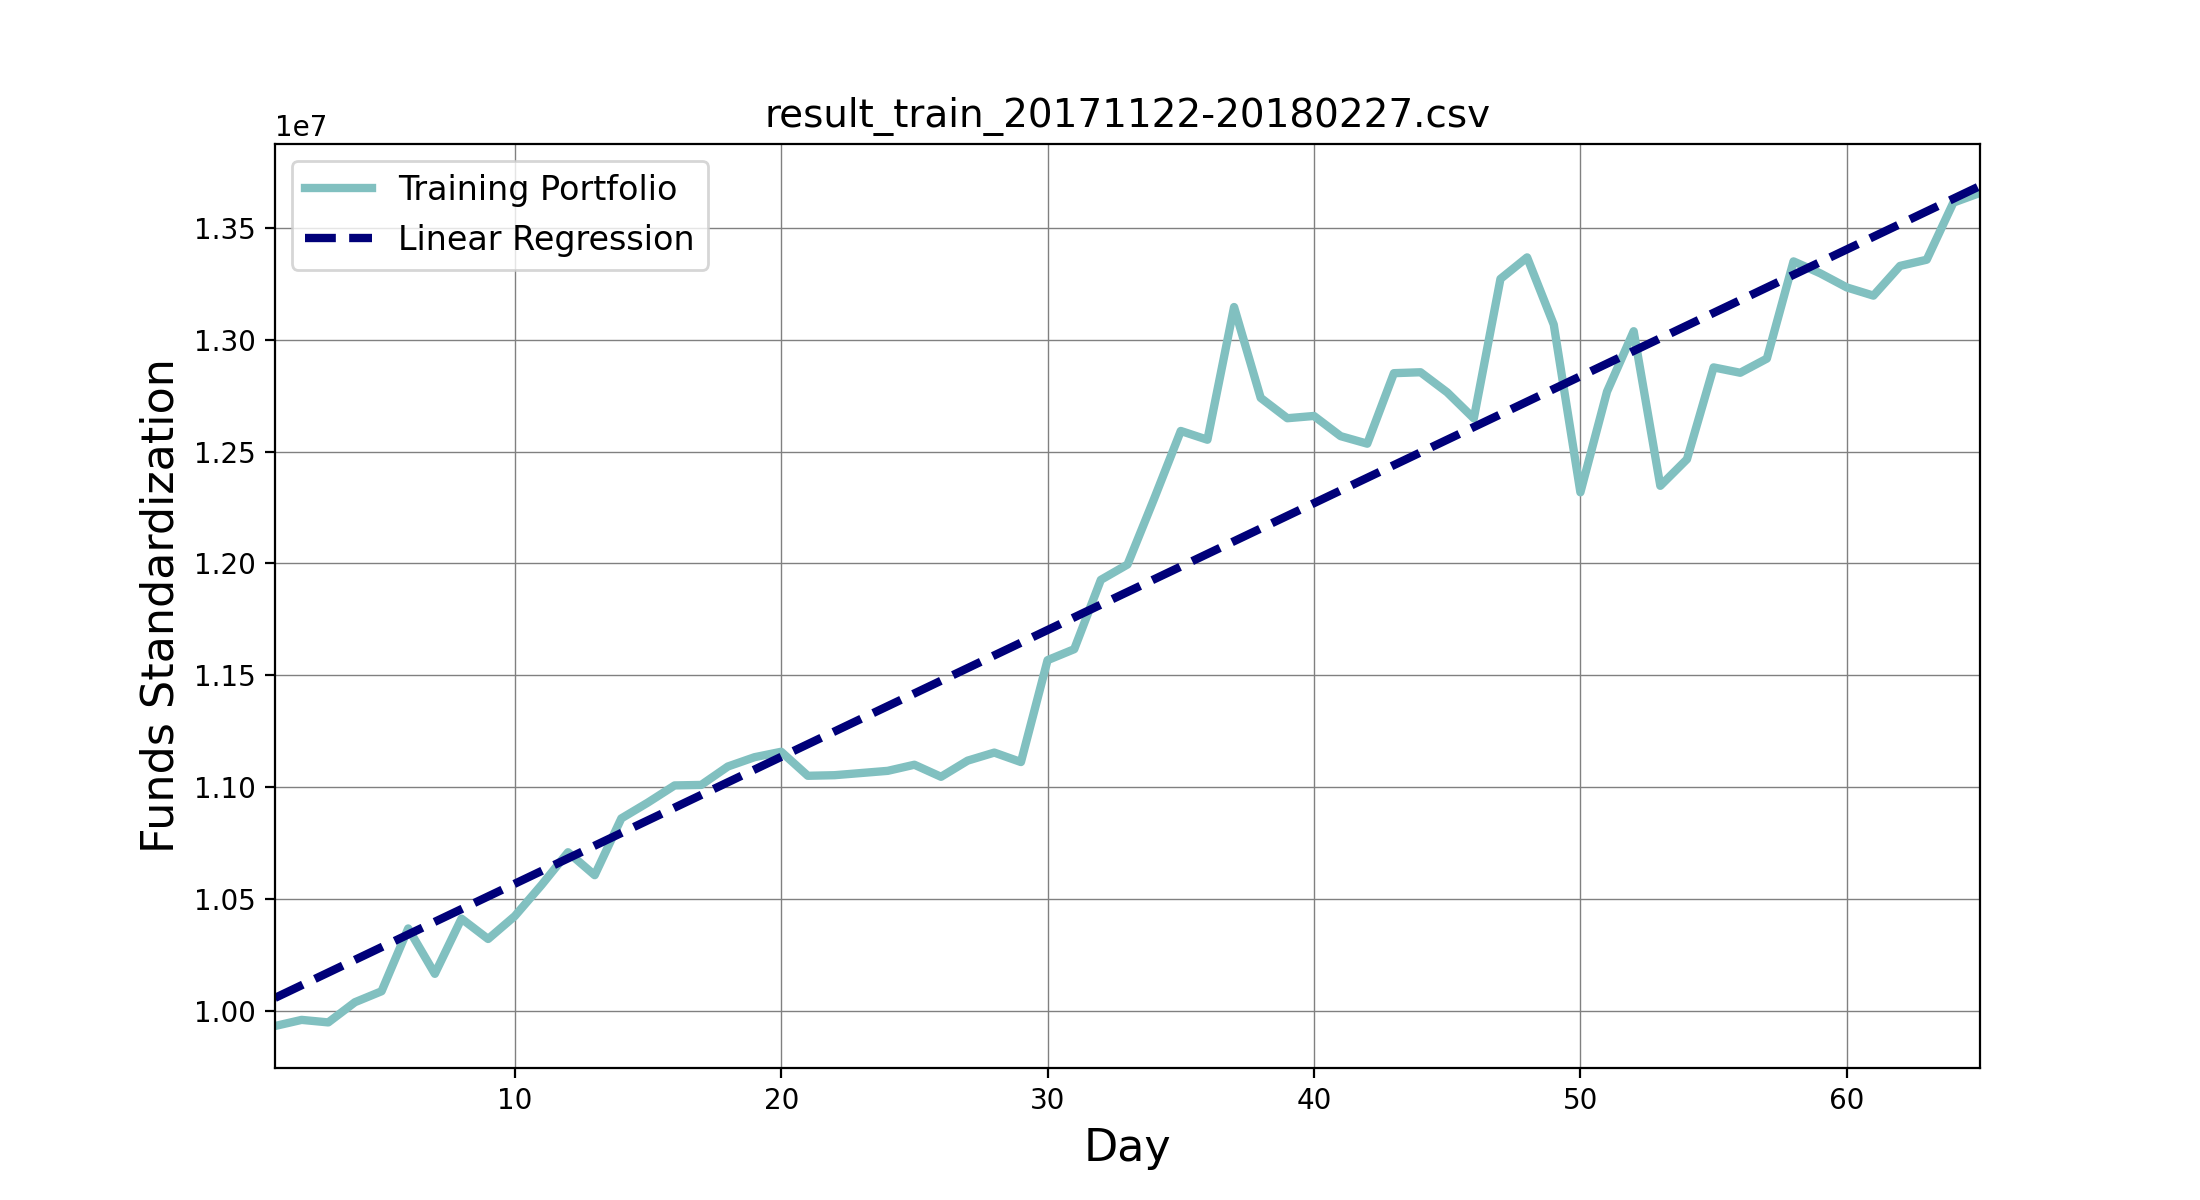 result_train_20171122-20180227.csv
1e7
Training Portfolio
Linear Regression
1.35
1.30
1.25
1.20
1.15
1.10
1.05
1.00
Funds Standardization
10 20 30 40 50 60
Day